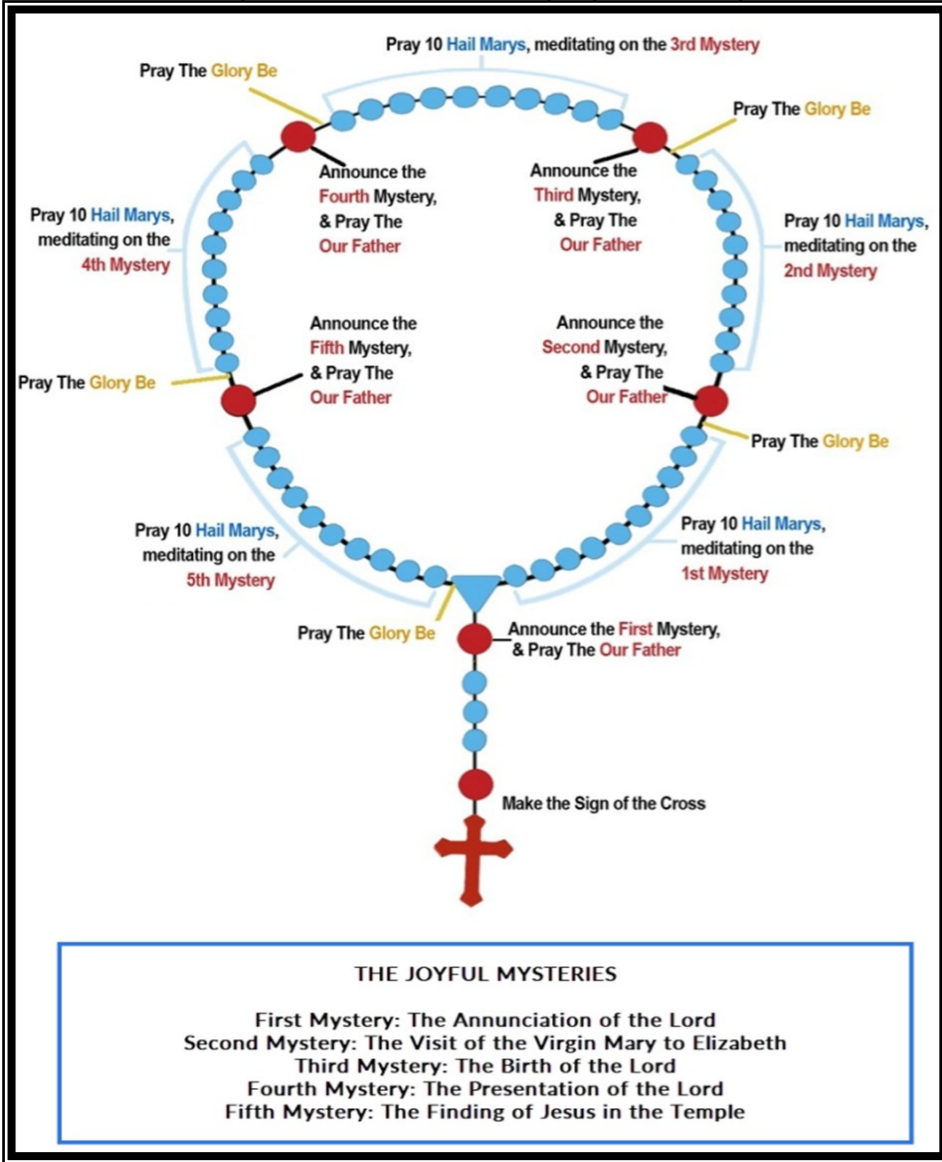 Pray 10 Hail Marys, meditating on the 3rd Mystery
Pray The Glory Be
Pray The Glory Be
Announce the
Fourth Mystery,
& Pray The
Our Father
Announce the
Third Mystery,
& Pray The
Our Father
Pray 10 Hail Marys,
meditating on the
4th Mystery
Pray 10 Hail Marys,
meditating on the
2nd Mystery
Announce the
Fifth Mystery,
& Pray The
Our Father
Announce the
Second Mystery,
& Pray The
Our Father
Pray The Glory Be
Pray The Glory Be
Pray 10 Hail Marys,
meditating on the
5th Mystery
Pray 10 Hail Marys,
meditating on the
1st Mystery
Pray The Glory Be
Announce the First Mystery,
& Pray The Our Father
Make the Sign of the Cross
THE JOYFUL MYSTERIES
First Mystery: The Annunciation of the Lord
Second Mystery: The Visit of the Virgin Mary to Elizabeth
Third Mystery: The Birth of the Lord
Fourth Mystery: The Presentation of the Lord
Fifth Mystery: The Finding of Jesus in the Temple